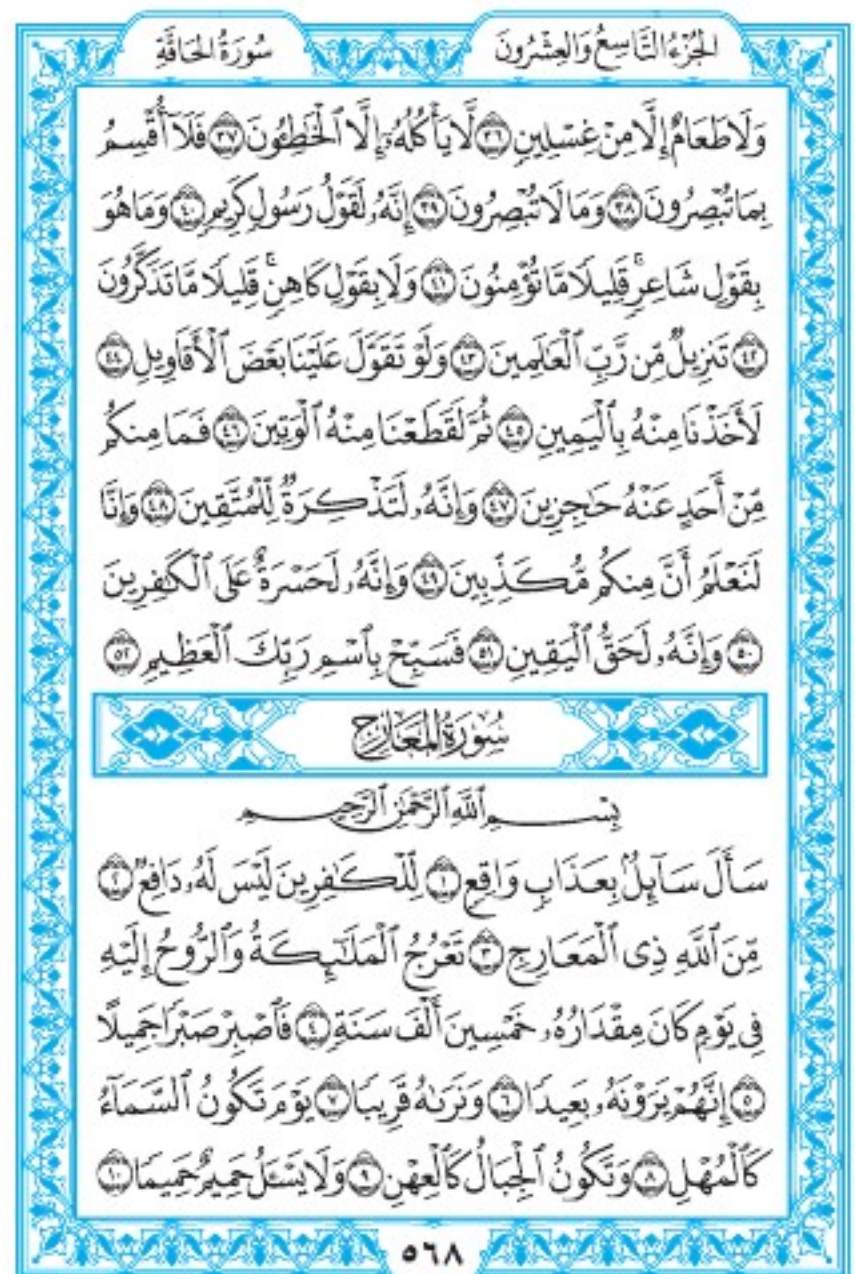 الجُزْءُ التَّاسِعُ وَالعِشْرُونَ
سُورَةُ الحَاقَّةِ
وَلَا طَعَامٌ إِلَّا مِنْ غِسْلِينٍ ٣٦ لَّا يَأْكُلُهُۥٓ إِلَّا ٱلْخَٰطِـُٔونَ ٣٧ فَلَآ أُقْسِمُ
بِمَا تُبْصِرُونَ ٣٨ وَمَا لَا تُبْصِرُونَ ٣٩ إِنَّهُۥ لَقَوْلُ رَسُولٍ كَرِيمٍ ٤٠ وَمَا هُوَ
بِقَوْلِ شَاعِرٍۚ قَلِيلًا مَّا تُؤْمِنُونَ ٤١ وَلَا بِقَوْلِ كَاهِنٍۚ قَلِيلًا مَّا تَذَكَّرُونَ
٤٢ تَنزِيلٌ مِّن رَّبِّ ٱلْعَٰلَمِينَ ٤٣ وَلَوْ تَقَوَّلَ عَلَيْنَا بَعْضَ ٱلْأَقَاوِيلِ ٤٤
لَأَخَذْنَا مِنْهُ بِٱلْيَمِينِ ٤٥ ثُمَّ لَقَطَعْنَا مِنْهُ ٱلْوَتِينَ ٤٦ فَمَا مِنكُم
مِّنْ أَحَدٍ عَنْهُ حَٰجِزِينَ ٤٧ وَإِنَّهُۥ لَتَذْكِرَةٌ لِّلْمُتَّقِينَ ٤٨ وَإِنَّا
لَنَعْلَمُ أَنَّ مِنكُم مُّكَذِّبِينَ ٤٩ وَإِنَّهُۥ لَحَسْرَةٌ عَلَى ٱلْكَٰفِرِينَ
٥٠ وَإِنَّهُۥ لَحَقُّ ٱلْيَقِينِ ٥١ فَسَبِّحْ بِٱسْمِ رَبِّكَ ٱلْعَظِيمِ ٥٢
سُورَةُ المَعَارِجِ
بِسْمِ ٱللَّهِ ٱلرَّحْمَٰنِ ٱلرَّحِيمِ
سَأَلَ سَآئِلٌۢ بِعَذَابٍ وَاقِعٍ ١ لِّلْكَٰفِرِينَ لَيْسَ لَهُۥ دَافِعٌ ٢
مِّنَ ٱللَّهِ ذِى ٱلْمَعَارِجِ ٣ تَعْرُجُ ٱلْمَلَٰٓئِكَةُ وَٱلرُّوحُ إِلَيْهِ
فِى يَوْمٍ كَانَ مِقْدَارُهُۥ خَمْسِينَ أَلْفَ سَنَةٍ ٤ فَٱصْبِرْ صَبْرًا جَمِيلًا
٥ إِنَّهُمْ يَرَوْنَهُۥ بَعِيدًا ٦ وَنَرَىٰهُ قَرِيبًا ٧ يَوْمَ تَكُونُ ٱلسَّمَآءُ
كَٱلْمُهْلِ ٨ وَتَكُونُ ٱلْجِبَالُ كَٱلْعِهْنِ ٩ وَلَا يَسْـَٔلُ حَمِيمٌ حَمِيمًا ١٠
٥٦٨